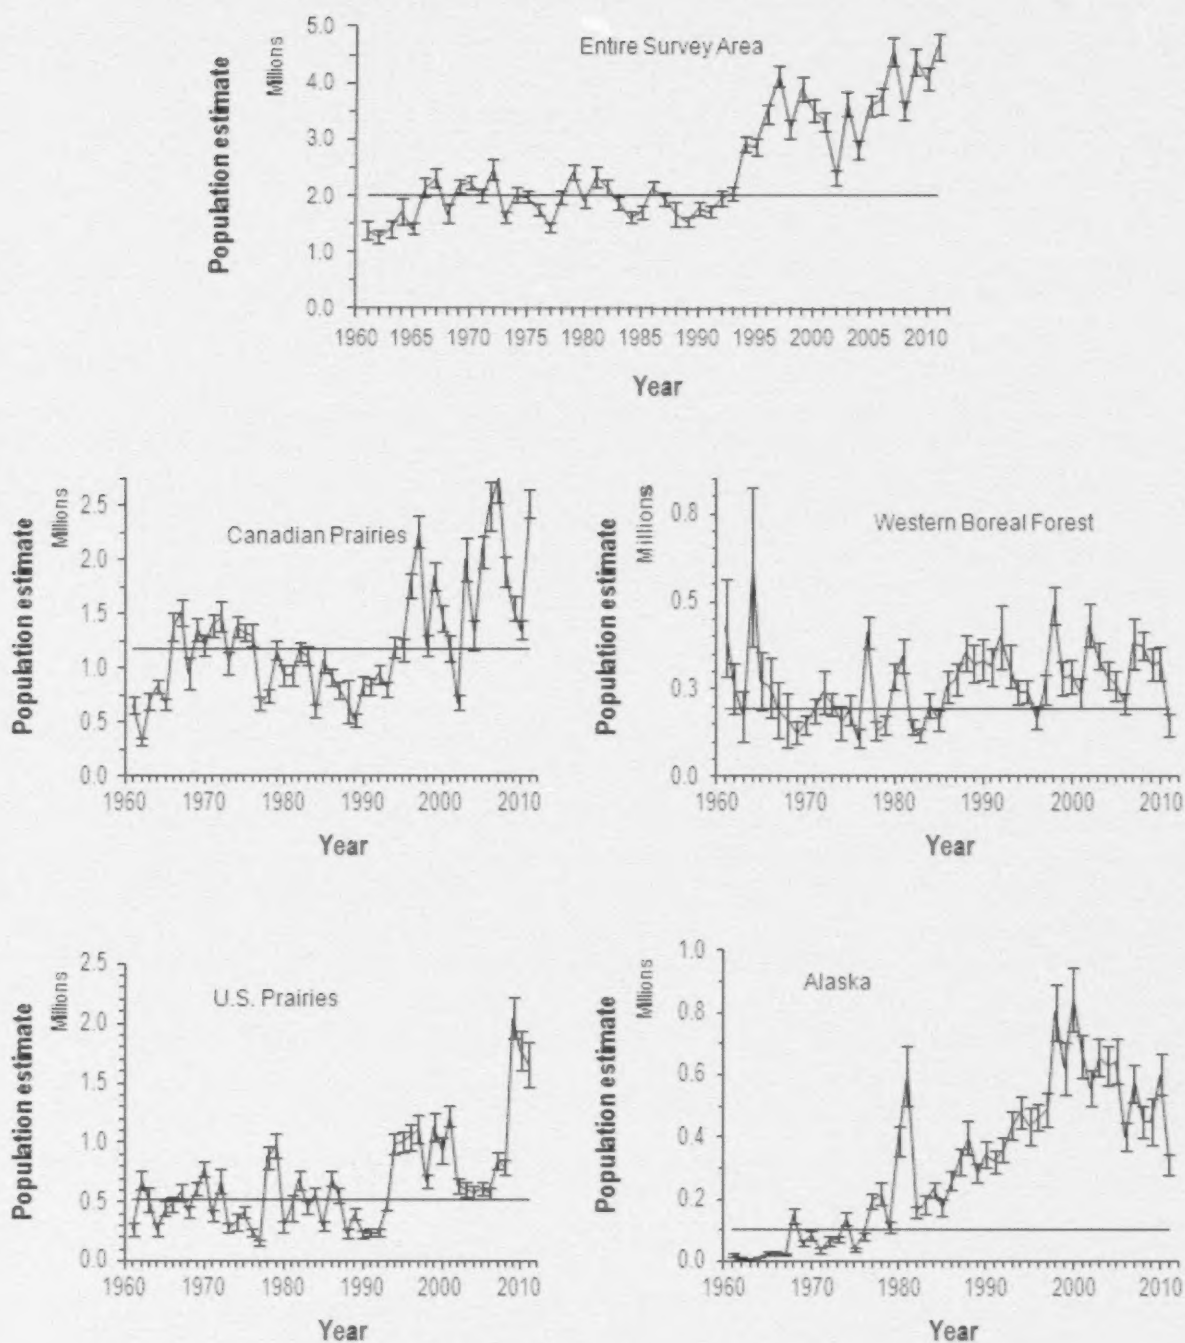 Entire Survey Area
Population estimate
Millions
5.0
4.0
3.0
2.0
1.0
0.0
1960 1965 1970 1975 1980 1985 1990 1995 2000 2005 2010
Year
Canadian Prairies
Population estimate
Millions
2.5
2.0
1.5
1.0
0.5
0.0
1960 1970 1980 1990 2000 2010
Year
Western Boreal Forest
Population estimate
Millions
0.8
0.5
0.3
0.0
1960 1970 1980 1990 2000 2010
Year
U.S. Prairies
Population estimate
Millions
2.5
2.0
1.5
1.0
0.5
0.0
1960 1970 1980 1990 2000 2010
Year
Alaska
Population estimate
Millions
1.0
0.8
0.6
0.4
0.2
0.0
1960 1970 1980 1990 2000 2010
Year